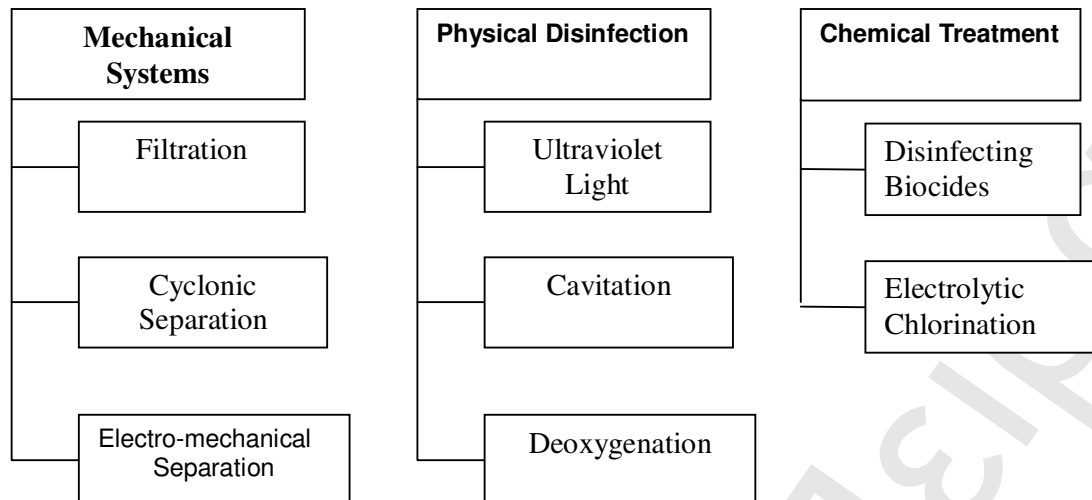 Mechanical
Systems
Filtration
Cyclonic
Separation
Electro-mechanical
Separation
Physical Disinfection
Ultraviolet
Light
Cavitation
Deoxygenation
Chemical Treatment
Disinfecting
Biocides
Electrolytic
Chlorination